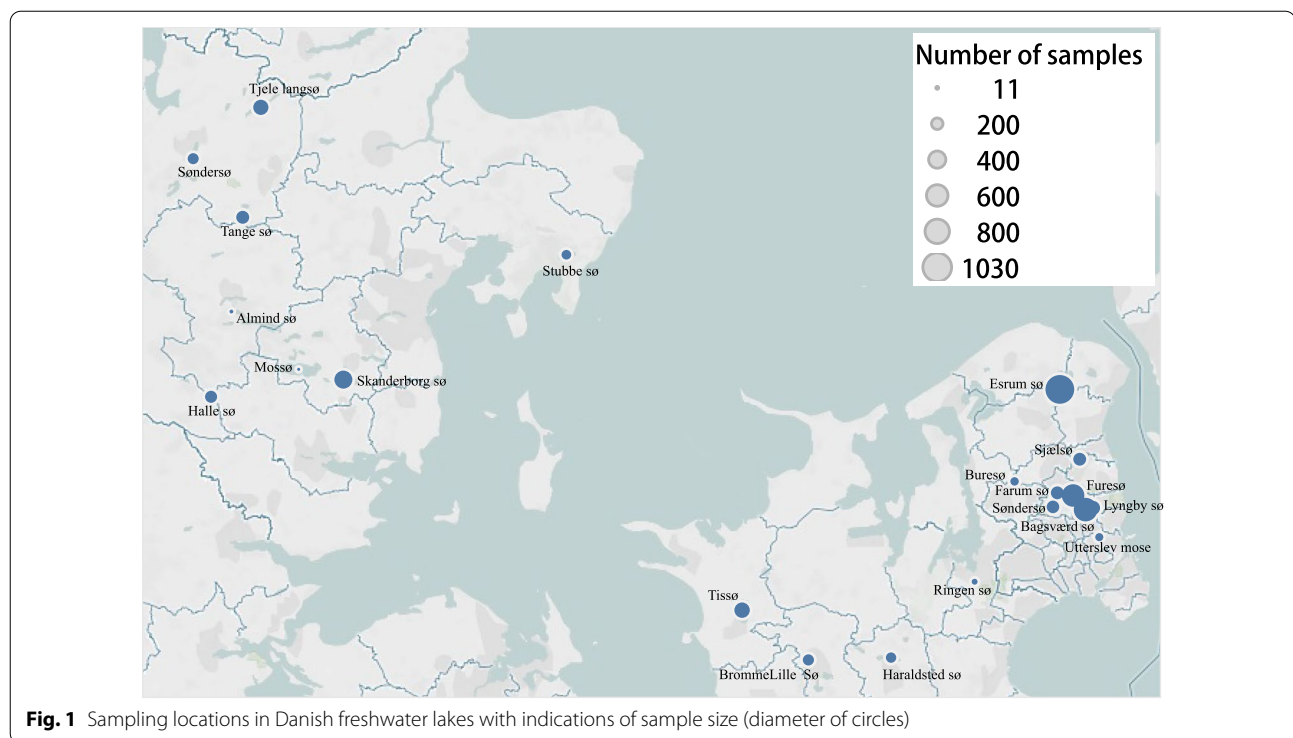 Number of samples
11
200
400
600
800
1030
Tjele langsø
Søndersø
Tange sø
Stubbe sø
Almind sø
Mossø
Skanderborg sø
Halle sø
Esrum sø
Sjælsø
Buresø
Farum sø
Furesø
Søndersø
Lyngby sø
Bagsværd sø
Utterslev mose
Ringen sø
Tissø
BrommeLille Sø
Haraldsted sø
Fig. 1 Sampling locations in Danish freshwater lakes with indications of sample size (diameter of circles)